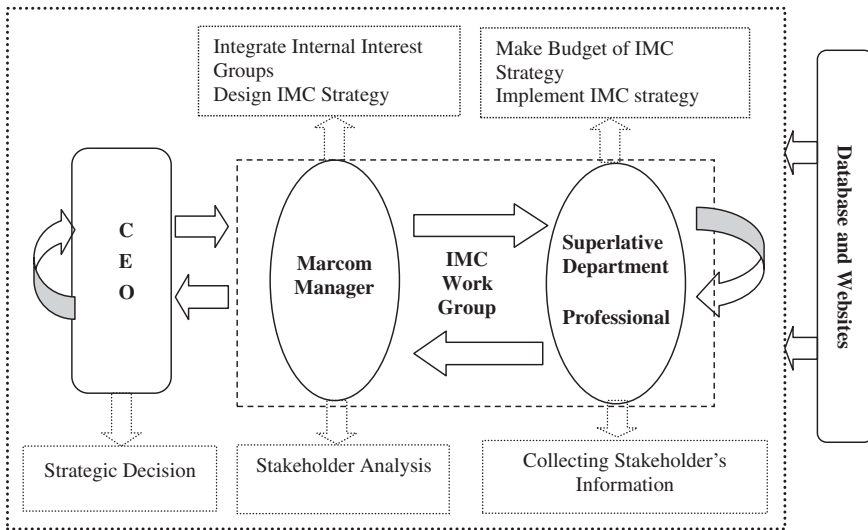 Integrate Internal Interest
Groups
Design IMC Strategy
Make Budget of IMC
Strategy
Implement IMC strategy
C
E
O
Marcom
Manager
IMC
Work
Group
Superlative
Department
Professional
Database and Websites
Strategic Decision
Stakeholder Analysis
Collecting Stakeholder's
Information